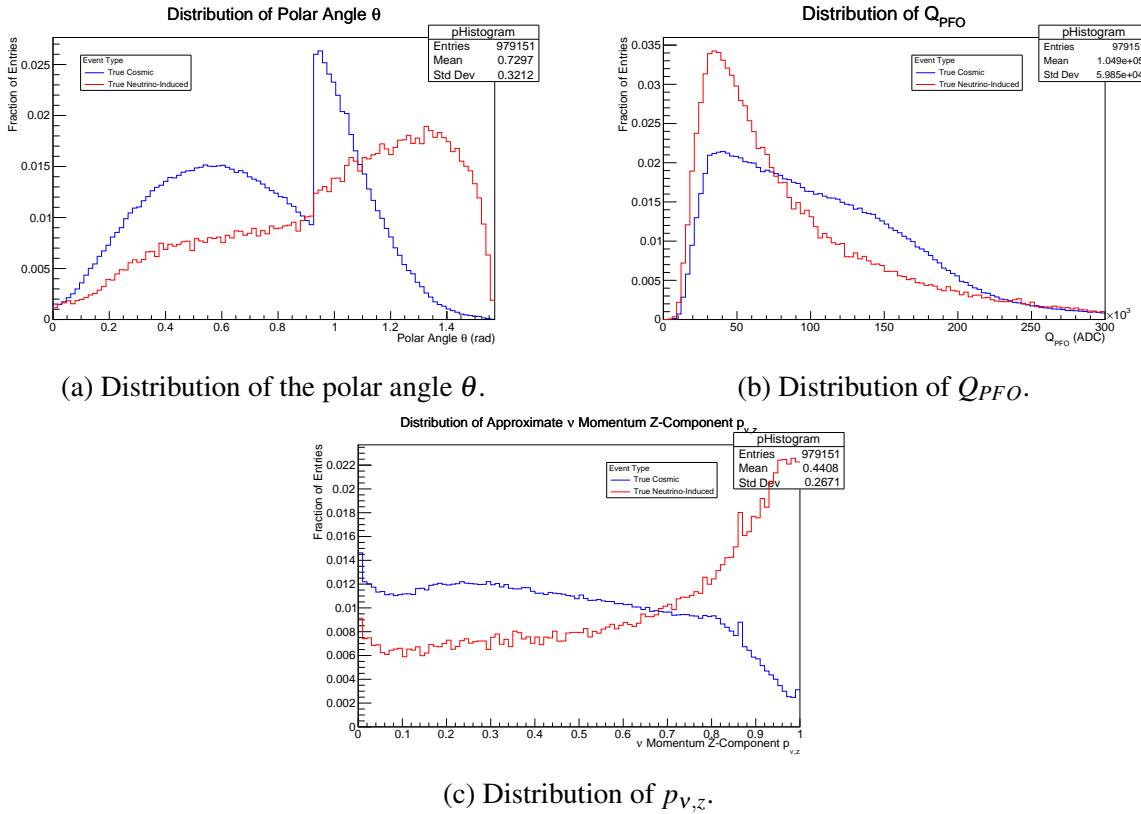 Distribution of Polar Angle θ
pHistogram
Entries 979151
Mean 0.7297
Std Dev 0.3212
Event Type
True Cosmic
True Neutrino-Induced
Fraction of Entries
0.025
0.02
0.015
0.01
0.005
0
0 0.2 0.4 0.6 0.8 1 1.2 1.4
Polar Angle θ (rad)
(a) Distribution of the polar angle θ.
Distribution of Q_PFO
pHistogram
Entries 979151
Mean 1.049e+05
Std Dev 5.985e+04
Event Type
True Cosmic
True Neutrino-Induced
Fraction of Entries
0.035
0.03
0.025
0.02
0.015
0.01
0.005
0
0 50 100 150 200 250 300
×10³
Q_PFO (ADC)
(b) Distribution of Q_PFO.
Distribution of Approximate ν Momentum Z-Component p_ν,z
pHistogram
Entries 979151
Mean 0.4408
Std Dev 0.2671
Event Type
True Cosmic
True Neutrino-Induced
Fraction of Entries
0.022
0.02
0.018
0.016
0.014
0.012
0.01
0.008
0.006
0.004
0.002
0
0 0.1 0.2 0.3 0.4 0.5 0.6 0.7 0.8 0.9 1
ν Momentum Z-Component p_ν,z
(c) Distribution of p_ν,z.